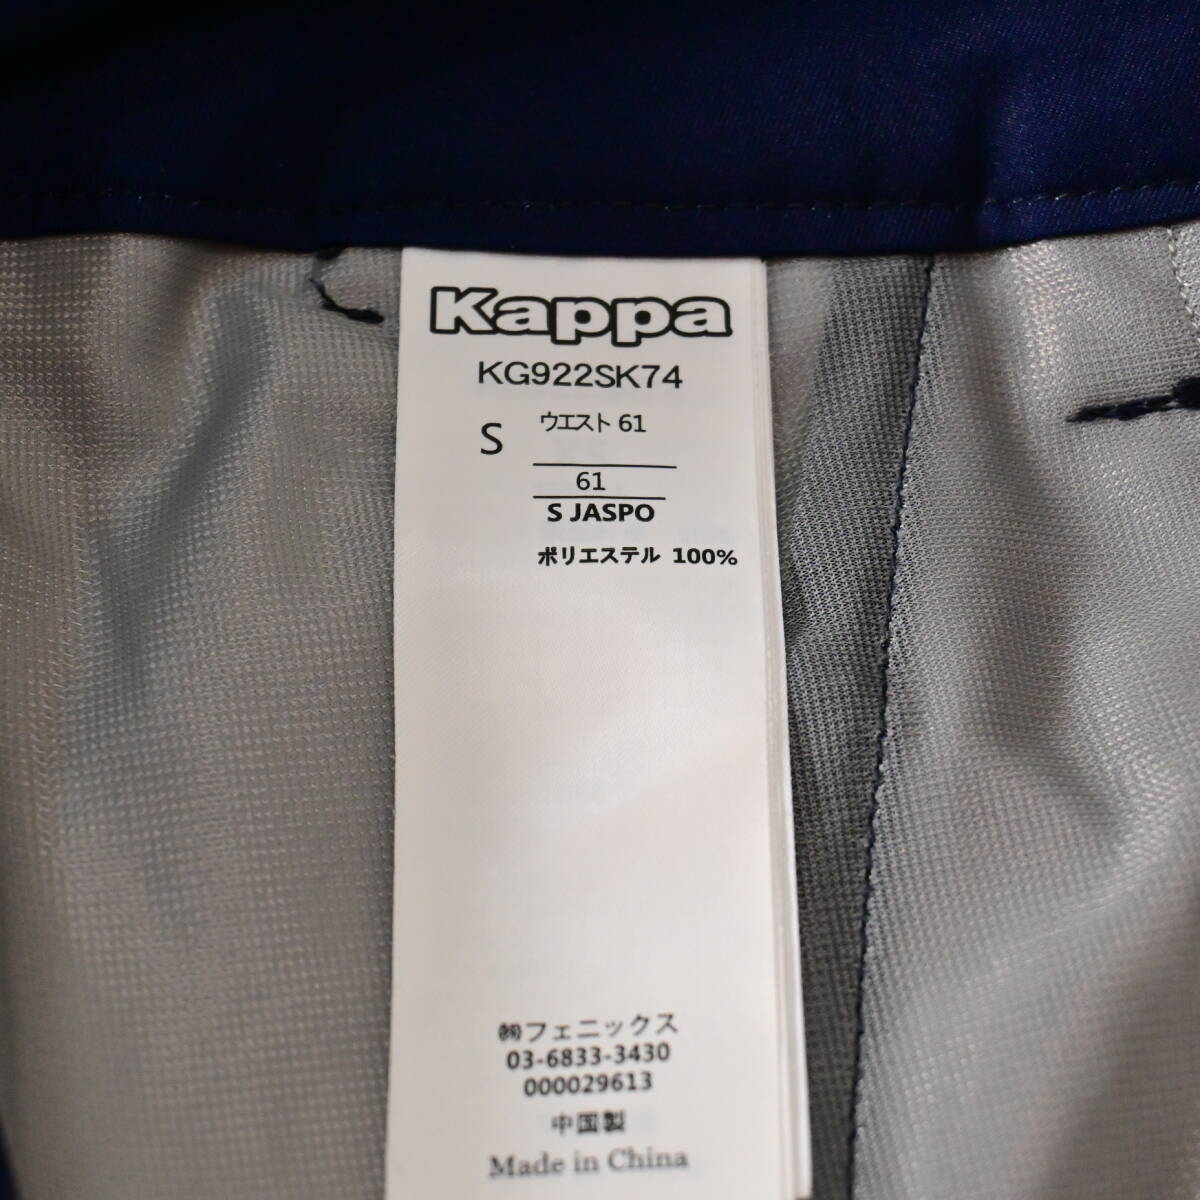 Kappa
KG922SK74
S ウエスト 61
61
S JASPO
ポリエステル 100%
㈱フェニックス
03-6833-3430
000029613
中国製
Made in China